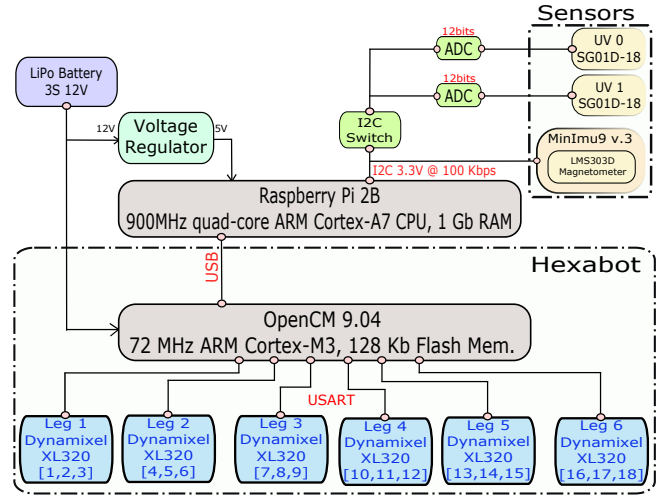 Sensors
12bits
ADC
UV 0
SG01D-18
LiPo Battery
3S 12V
12bits
ADC
UV 1
SG01D-18
12V
Voltage
Regulator
5V
I2C
Switch
MinImu9 v.3
LMS303D
Magnetometer
I2C 3.3V @ 100 Kbps
Raspberry Pi 2B
900MHz quad-core ARM Cortex-A7 CPU, 1 Gb RAM
USB
Hexabot
OpenCM 9.04
72 MHz ARM Cortex-M3, 128 Kb Flash Mem.
USART
Leg 1
Dynamixel
XL320
[1,2,3]
Leg 2
Dynamixel
XL320
[4,5,6]
Leg 3
Dynamixel
XL320
[7,8,9]
Leg 4
Dynamixel
XL320
[10,11,12]
Leg 5
Dynamixel
XL320
[13,14,15]
Leg 6
Dynamixel
XL320
[16,17,18]